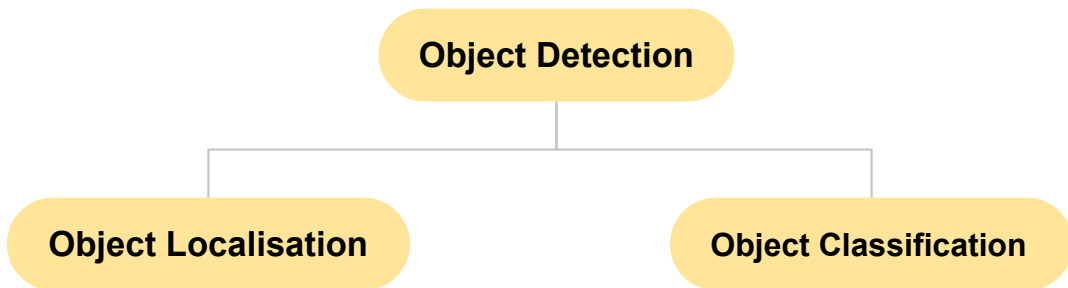 Object Detection
Object Localisation
Object Classification